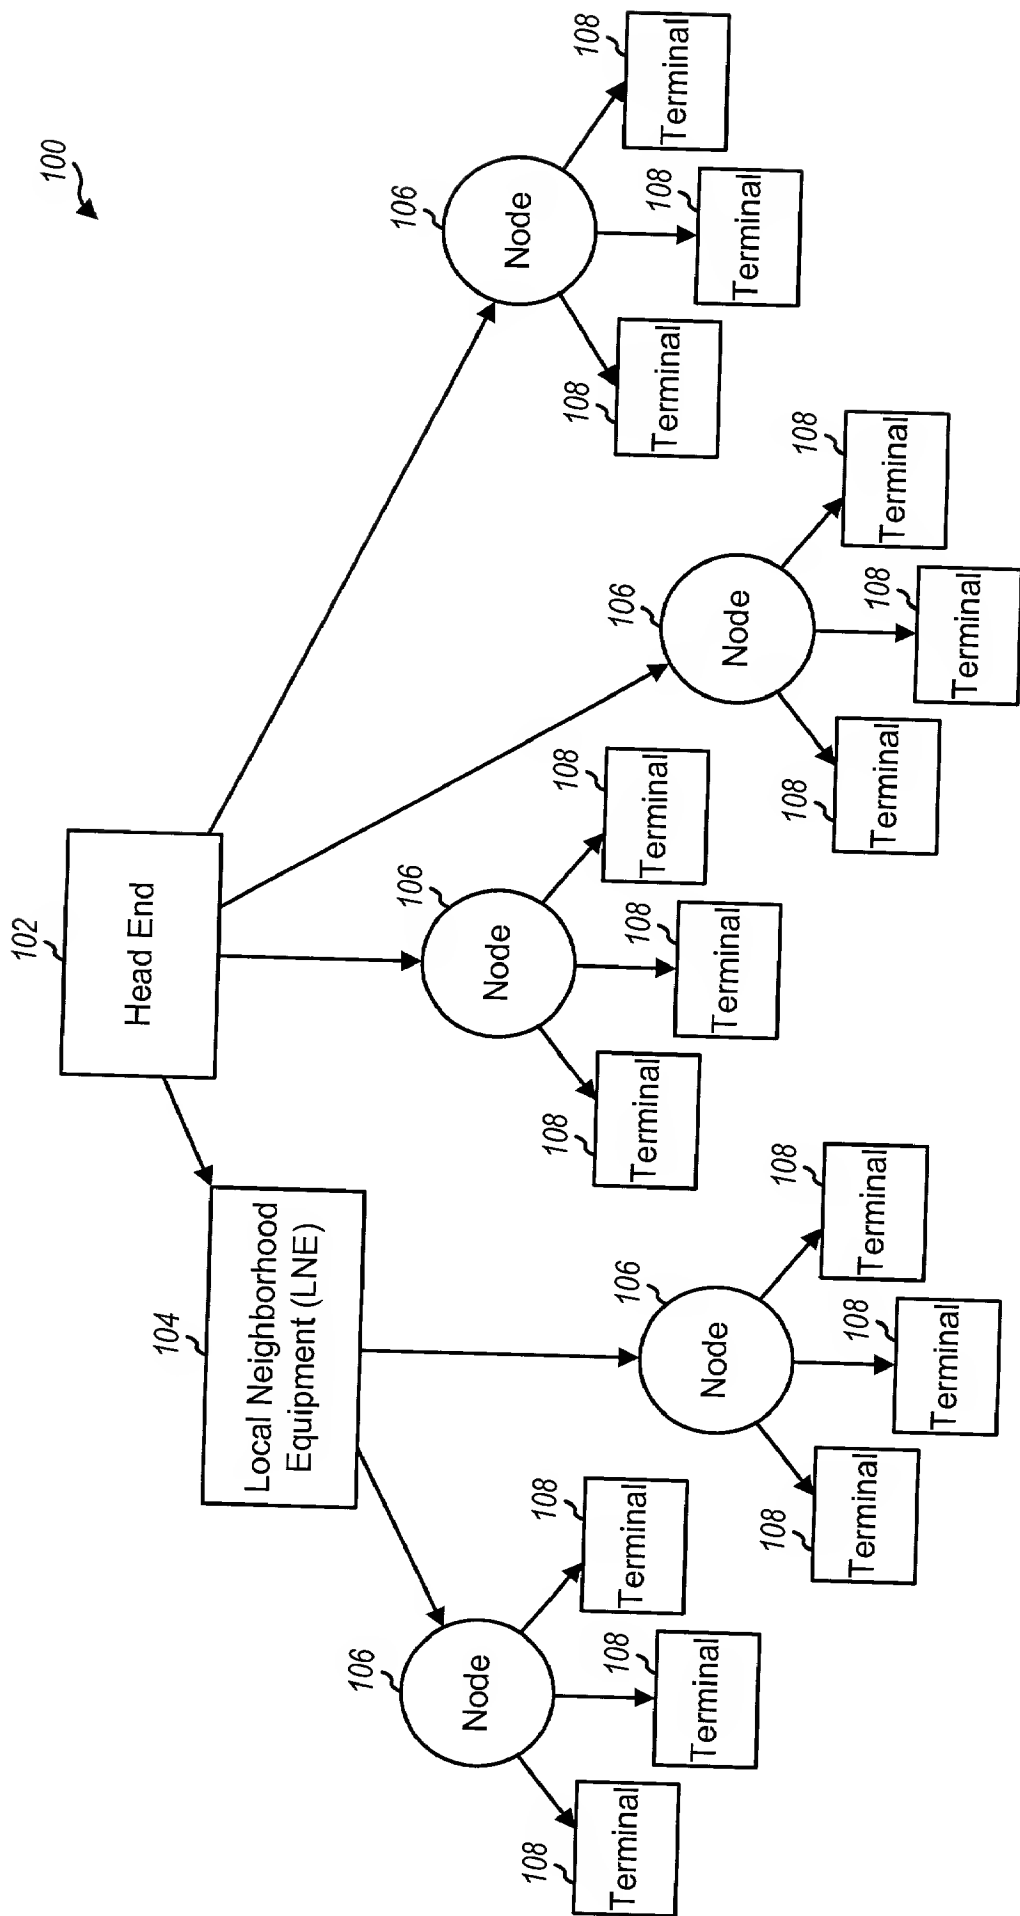 100
102
Head End
104
Local Neighborhood
Equipment (LNE)
106
Node
108
Terminal
108
Terminal
108
Terminal
106
Node
108
Terminal
108
Terminal
108
Terminal
106
Node
108
Terminal
108
Terminal
108
Terminal
106
Node
108
Terminal
108
Terminal
108
Terminal
106
Node
108
Terminal
108
Terminal
108
Terminal